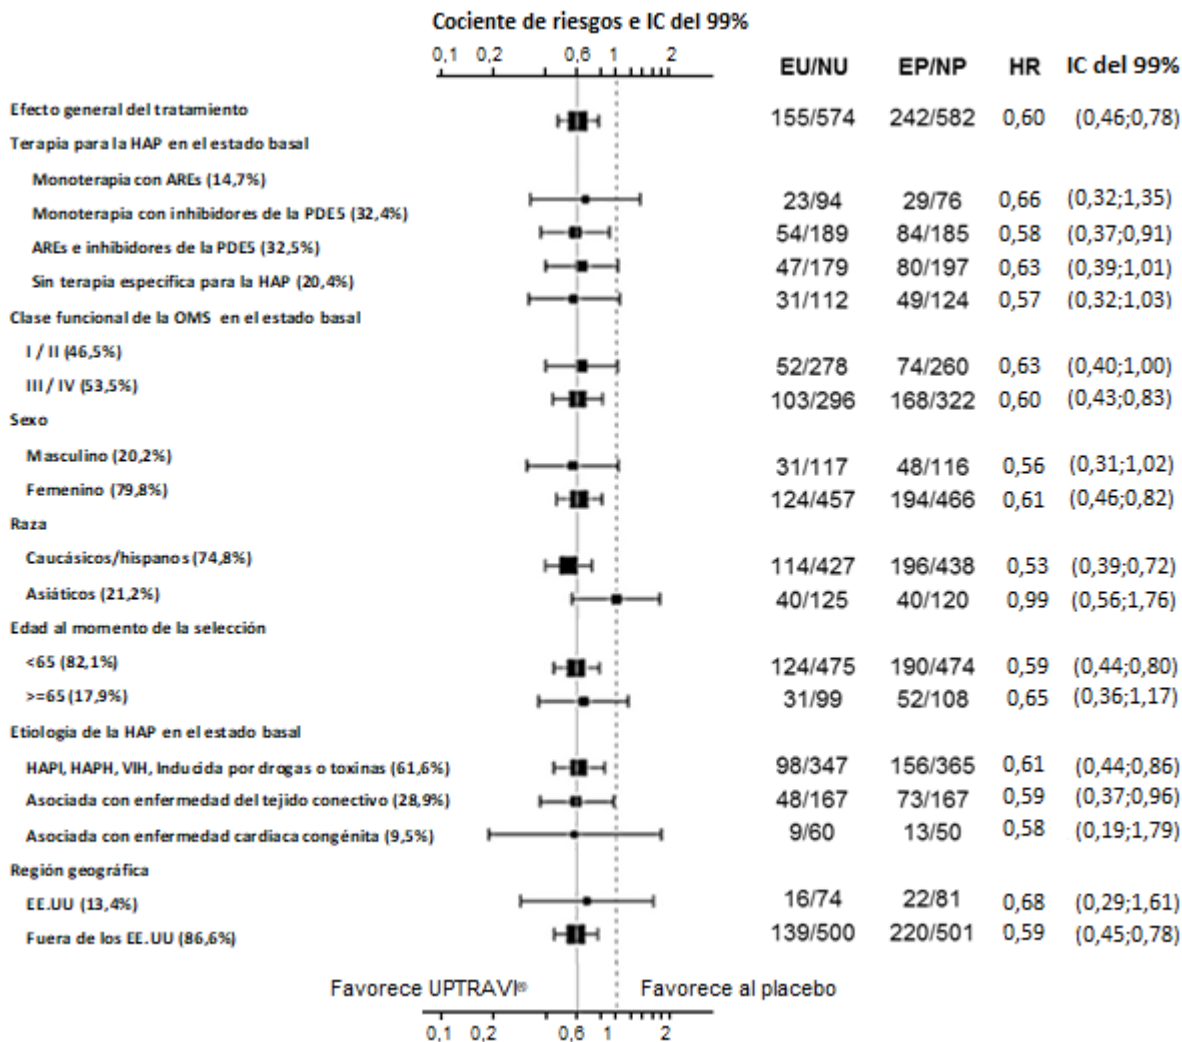 Cociente de riesgos e IC del 99%
0,1 0,2 0,6 1 2
EU/NU EP/NP HR IC del 99%
Efecto general del tratamiento 155/574 242/582 0,60 (0,46;0,78)
Terapia para la HAP en el estado basal
Monoterapia con AREs (14,7%) 23/94 29/76 0,66 (0,32;1,35)
Monoterapia con inhibidores de la PDE5 (32,4%) 54/189 84/185 0,58 (0,37;0,91)
AREs e inhibidores de la PDE5 (32,5%) 47/179 80/197 0,63 (0,39;1,01)
Sin terapia específica para la HAP (20,4%) 31/112 49/124 0,57 (0,32;1,03)
Clase funcional de la OMS en el estado basal
I / II (46,5%) 52/278 74/260 0,63 (0,40;1,00)
III / IV (53,5%) 103/296 168/322 0,60 (0,43;0,83)
Sexo
Masculino (20,2%) 31/117 48/116 0,56 (0,31;1,02)
Femenino (79,8%) 124/457 194/466 0,61 (0,46;0,82)
Raza
Caucásicos/hispanos (74,8%) 114/427 196/438 0,53 (0,39;0,72)
Asiáticos (21,2%) 40/125 40/120 0,99 (0,56;1,76)
Edad al momento de la selección
<65 (82,1%) 124/475 190/474 0,59 (0,44;0,80)
>=65 (17,9%) 31/99 52/108 0,65 (0,36;1,17)
Etiología de la HAP en el estado basal
HAPI, HAPH, VIH, Inducida por drogas o toxinas (61,6%) 98/347 156/365 0,61 (0,44;0,86)
Asociada con enfermedad del tejido conectivo (28,9%) 48/167 73/167 0,59 (0,37;0,96)
Asociada con enfermedad cardiaca congénita (9,5%) 9/60 13/50 0,58 (0,19;1,79)
Región geográfica
EE.UU (13,4%) 16/74 22/81 0,68 (0,29;1,61)
Fuera de los EE.UU (86,6%) 139/500 220/501 0,59 (0,45;0,78)
Favorece UPTRAVI® Favorece al placebo
0,1 0,2 0,6 1 2